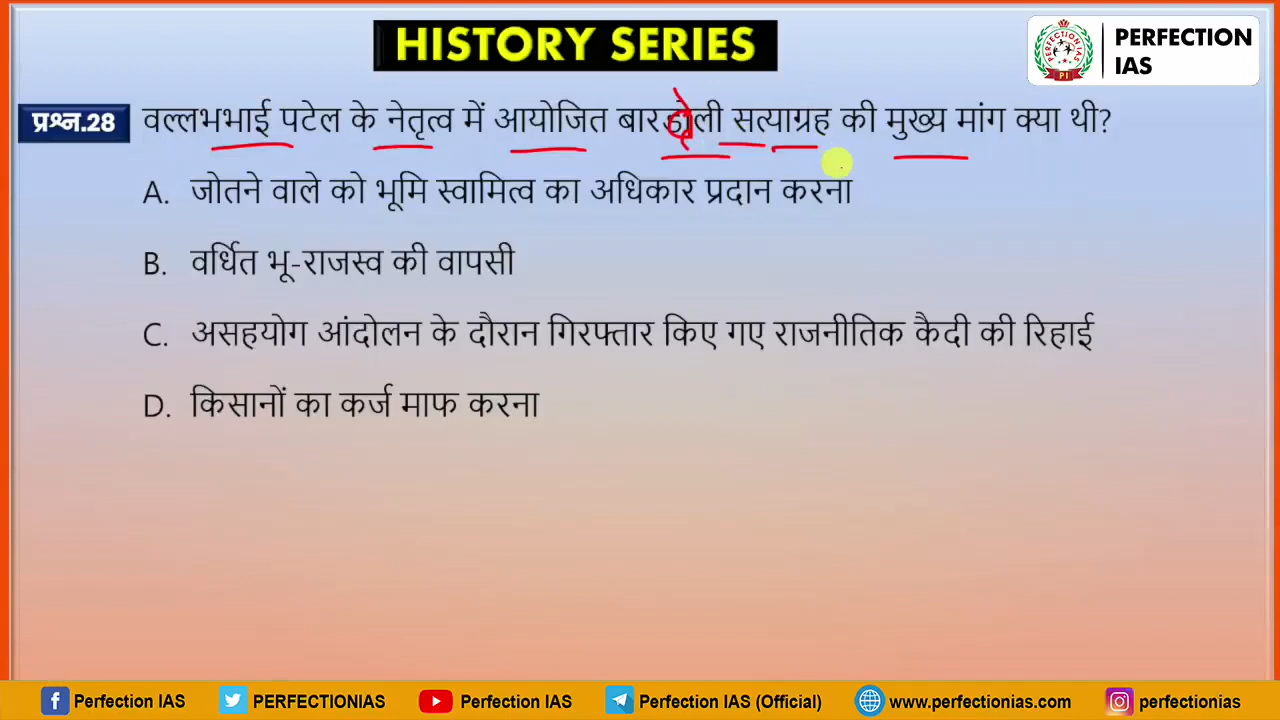 HISTORY SERIES
PERFECTION
IAS
प्रश्न.28 वल्लभभाई पटेल के नेतृत्व में आयोजित बारडोली सत्याग्रह की मुख्य मांग क्या थी?
A. जोतने वाले को भूमि स्वामित्व का अधिकार प्रदान करना
B. वर्धित भू-राजस्व की वापसी
C. असहयोग आंदोलन के दौरान गिरफ्तार किए गए राजनीतिक कैदी की रिहाई
D. किसानों का कर्ज माफ करना
Perfection IAS PERFECTIONIAS Perfection IAS Perfection IAS (Official) www.perfectionias.com perfectionias